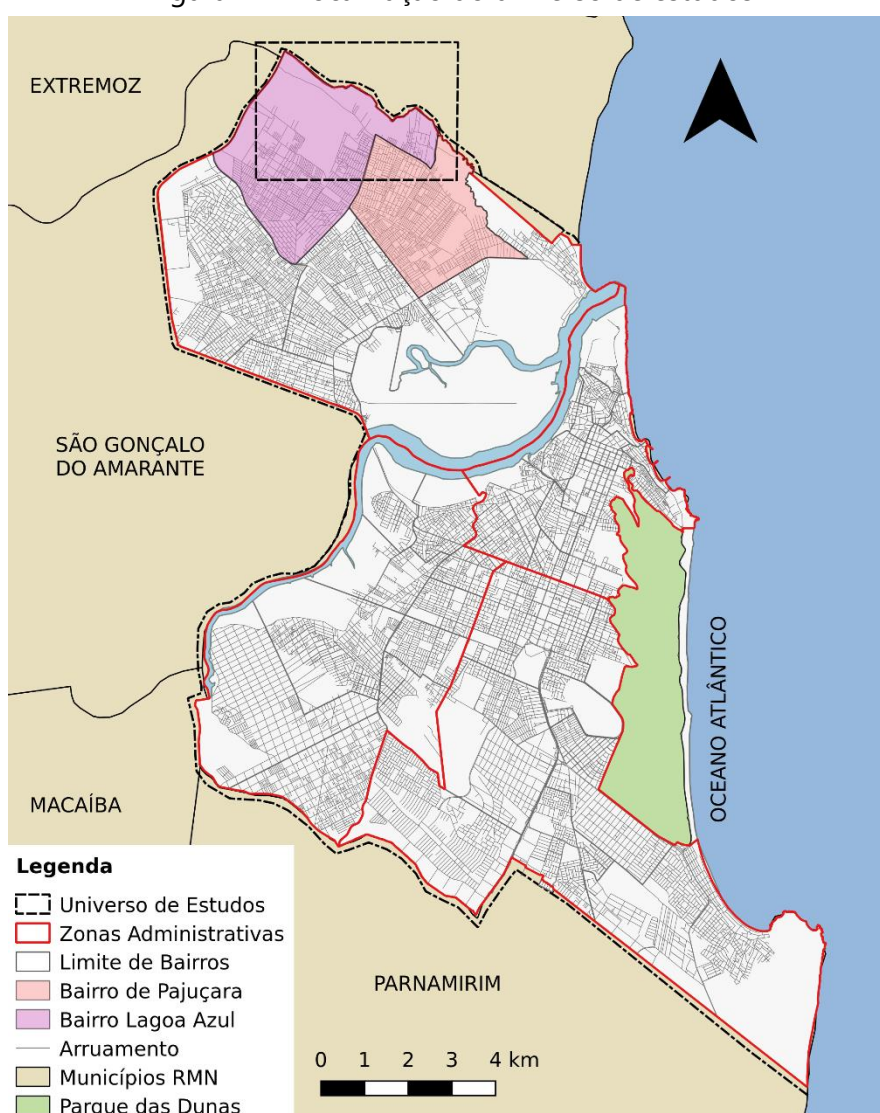 EXTREMOZ
SÃO GONÇALO
DO AMARANTE
OCEANO ATLÂNTICO
MACAÍBA
PARNAMIRIM
Legenda
Universo de Estudos
Zonas Administrativas
Limite de Bairros
Bairro de Pajuçara
Bairro Lagoa Azul
Arruamento
Municípios RMN
Parque das Dunas
0 1 2 3 4 km